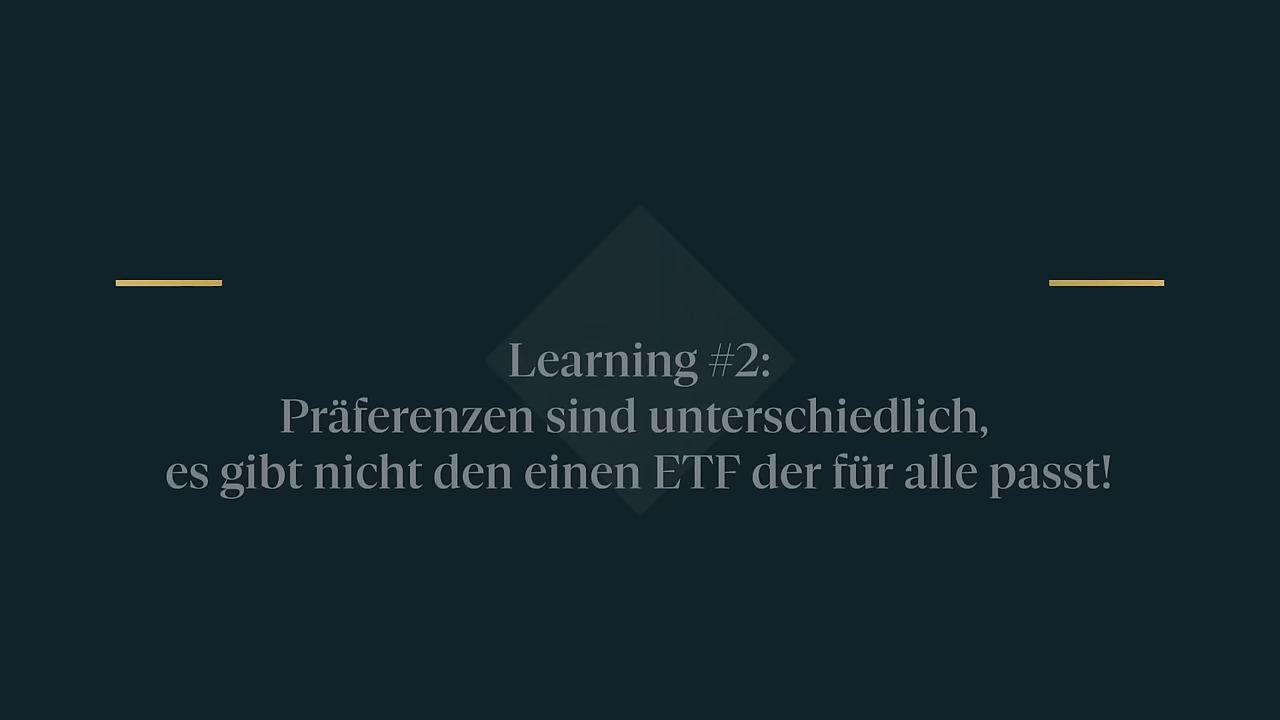 Learning #2:
Präferenzen sind unterschiedlich,
es gibt nicht den einen ETF der für alle passt!